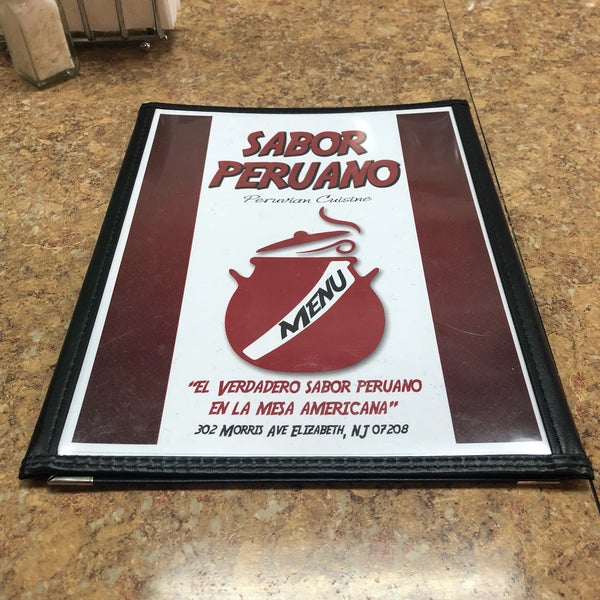 SABOR
PERUANO
Peruvian Cuisine
MENU
"EL VERDADERO SABOR PERUANO
EN LA MESA AMERICANA"
302 MORRIS AVE ELIZABETH, NJ 07208